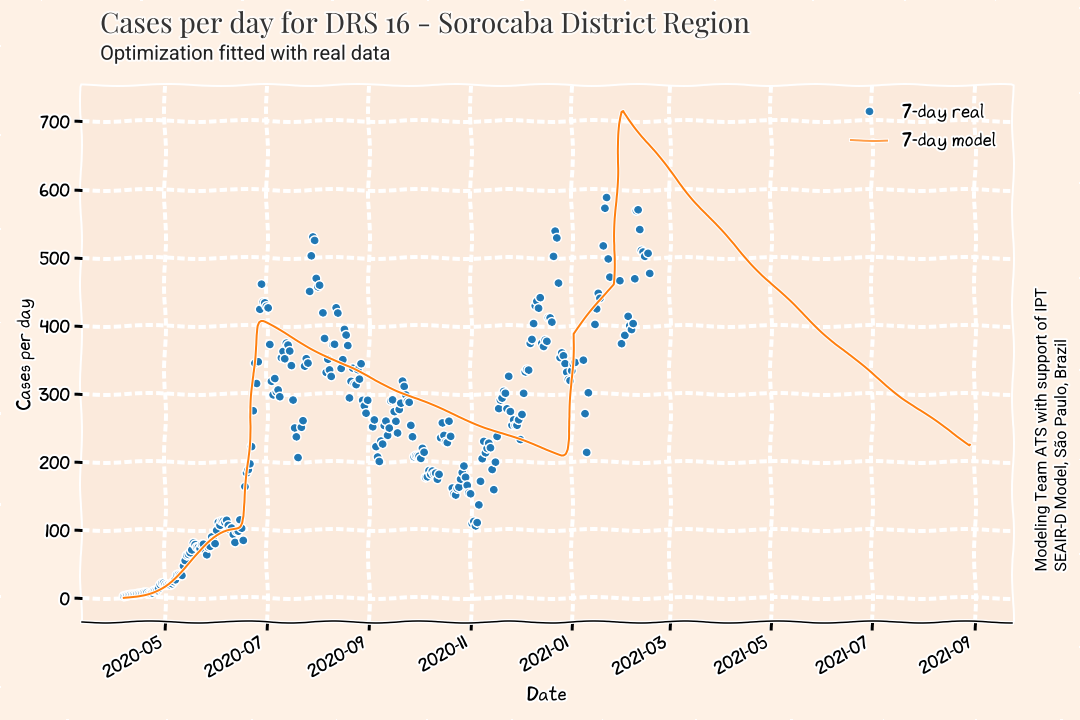 Cases per day for DRS 16 - Sorocaba District Region
Optimization fitted with real data
7-day real
7-day model
700
600
500
400
300
200
100
0
Cases per day
2020-05
2020-07
2020-09
2020-11
2021-01
2021-03
2021-05
2021-07
2021-09
Date
Modeling Team ATS with support of IPT
SEAIR-D Model, São Paulo, Brazil